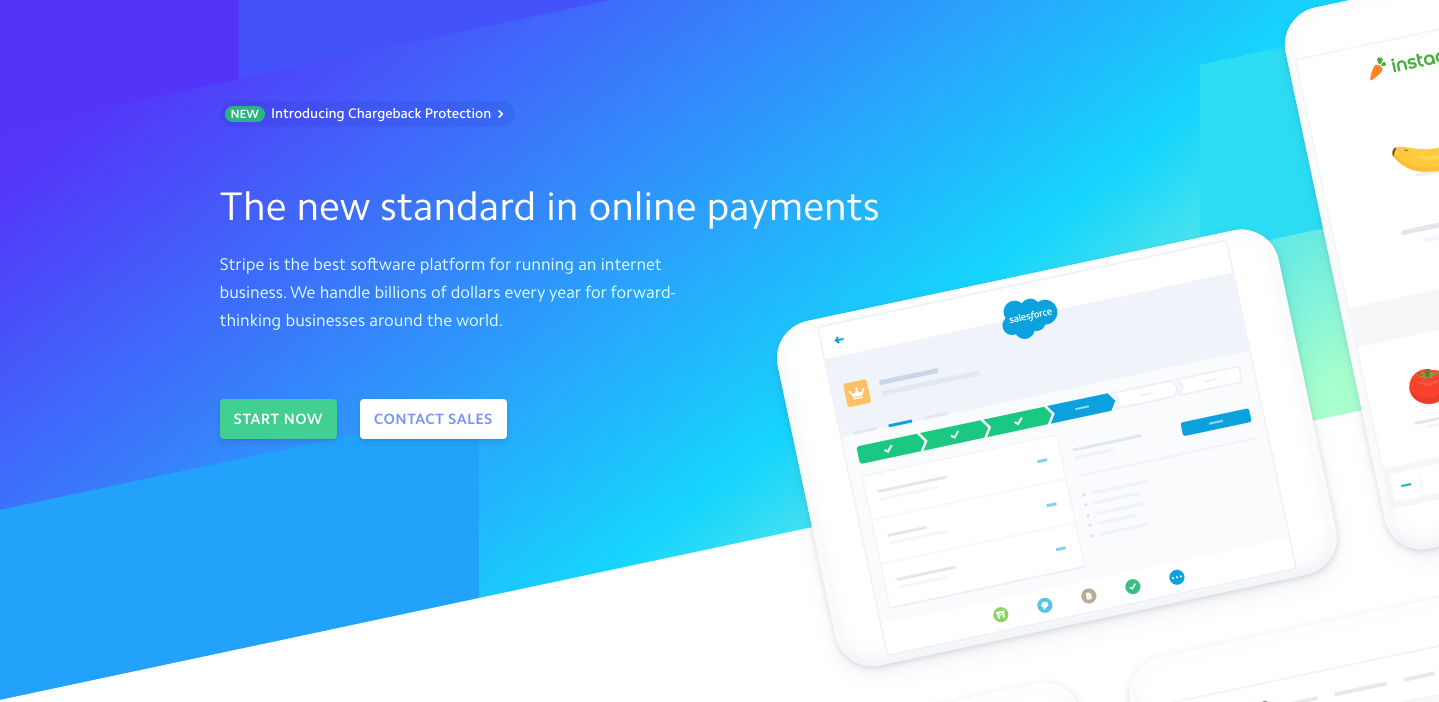 NEW Introducing Chargeback Protection
The new standard in online payments
Stripe is the best software platform for running an internet
business. We handle billions of dollars every year for forward-
thinking businesses around the world.
START NOW CONTACT SALES
salesforce